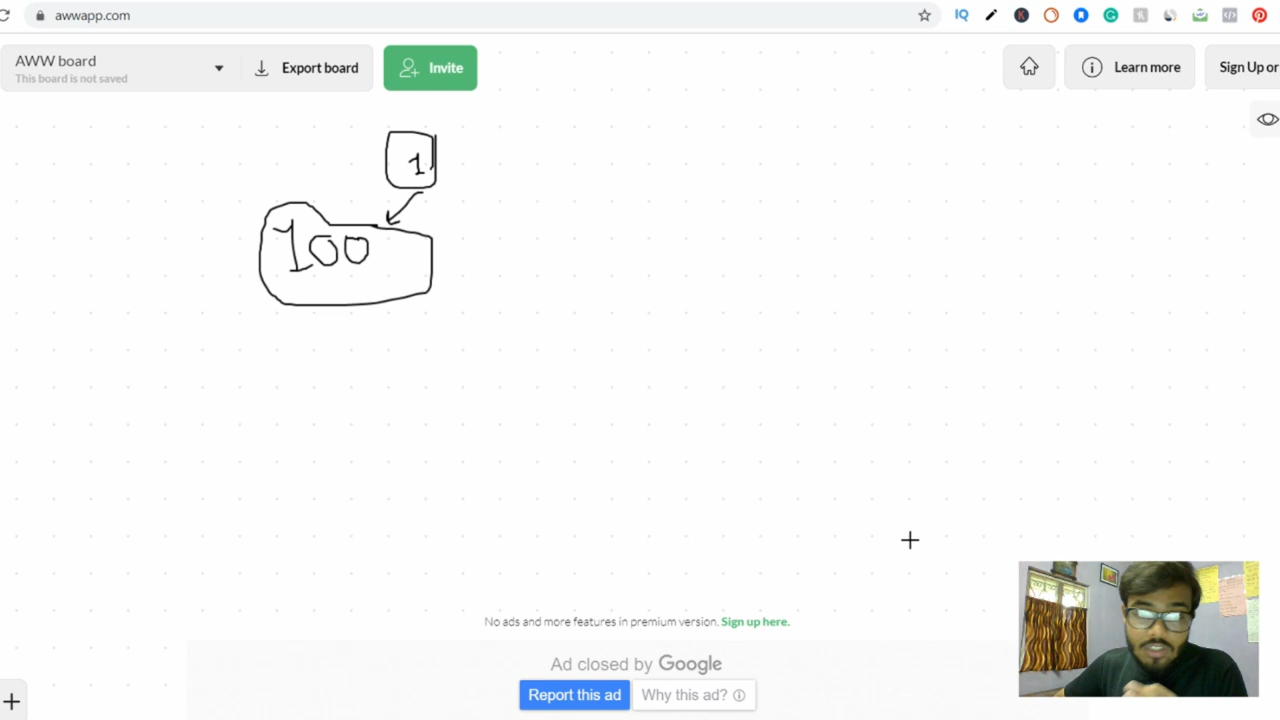 awwapp.com
IQ
K
AWW board
This board is not saved
Export board
Invite
Learn more
Sign Up or
1
100
No ads and more features in premium version. Sign up here.
Ad closed by Google
Report this ad
Why this ad?